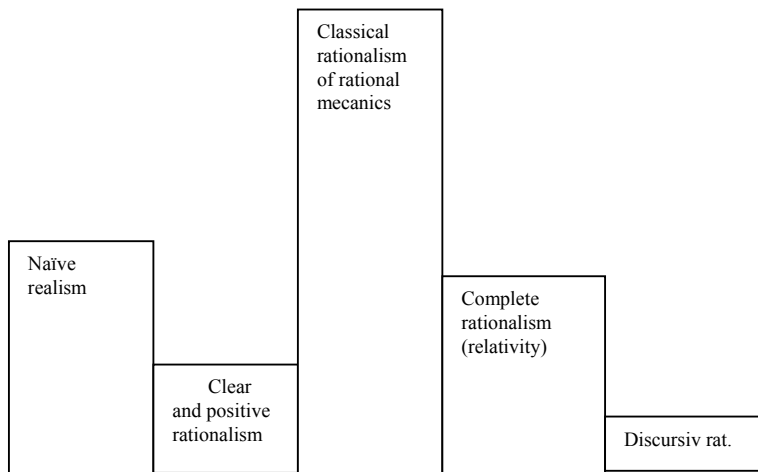 Naïve
realism
Clear
and positive
rationalism
Classical
rationalism
of rational
mecanics
Complete
rationalism
(relativity)
Discursiv rat.